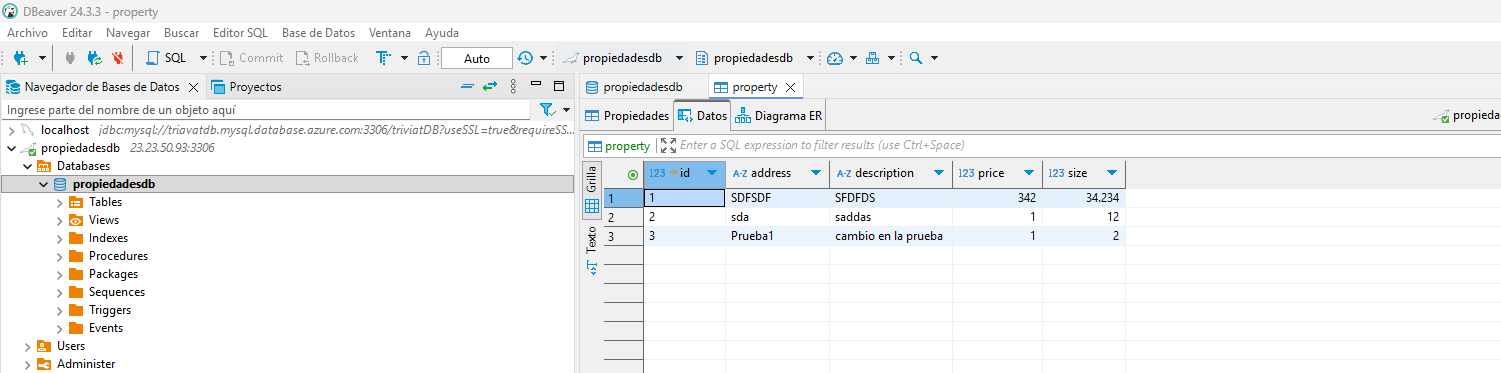 DBeaver 24.3.3 - property
Archivo Editar Navegar Buscar Editor SQL Base de Datos Ventana Ayuda
SQL Commit Rollback Auto propiedadesdb propiedadesdb
Navegador de Bases de Datos Proyectos
Ingrese parte del nombre de un objeto aquí
localhost jdbc:mysql://triavatdb.mysql.database.azure.com:3306/triviatDB?useSSL=true&requireSS...
propiedadesdb 23.23.50.93:3306
Databases
propiedadesdb
Tables
Views
Indexes
Procedures
Packages
Sequences
Triggers
Events
Users
Administer
propiedadesdb property
Propiedades Datos Diagrama ER propieda
property Enter a SQL expression to filter results (use Ctrl+Space)
Grilla
Texto
123 id A-Z address A-Z description 123 price 123 size
1 1 SDFSDF SFDFDS 342 34.234
2 2 sda saddas 1 12
3 3 Prueba1 cambio en la prueba 1 2